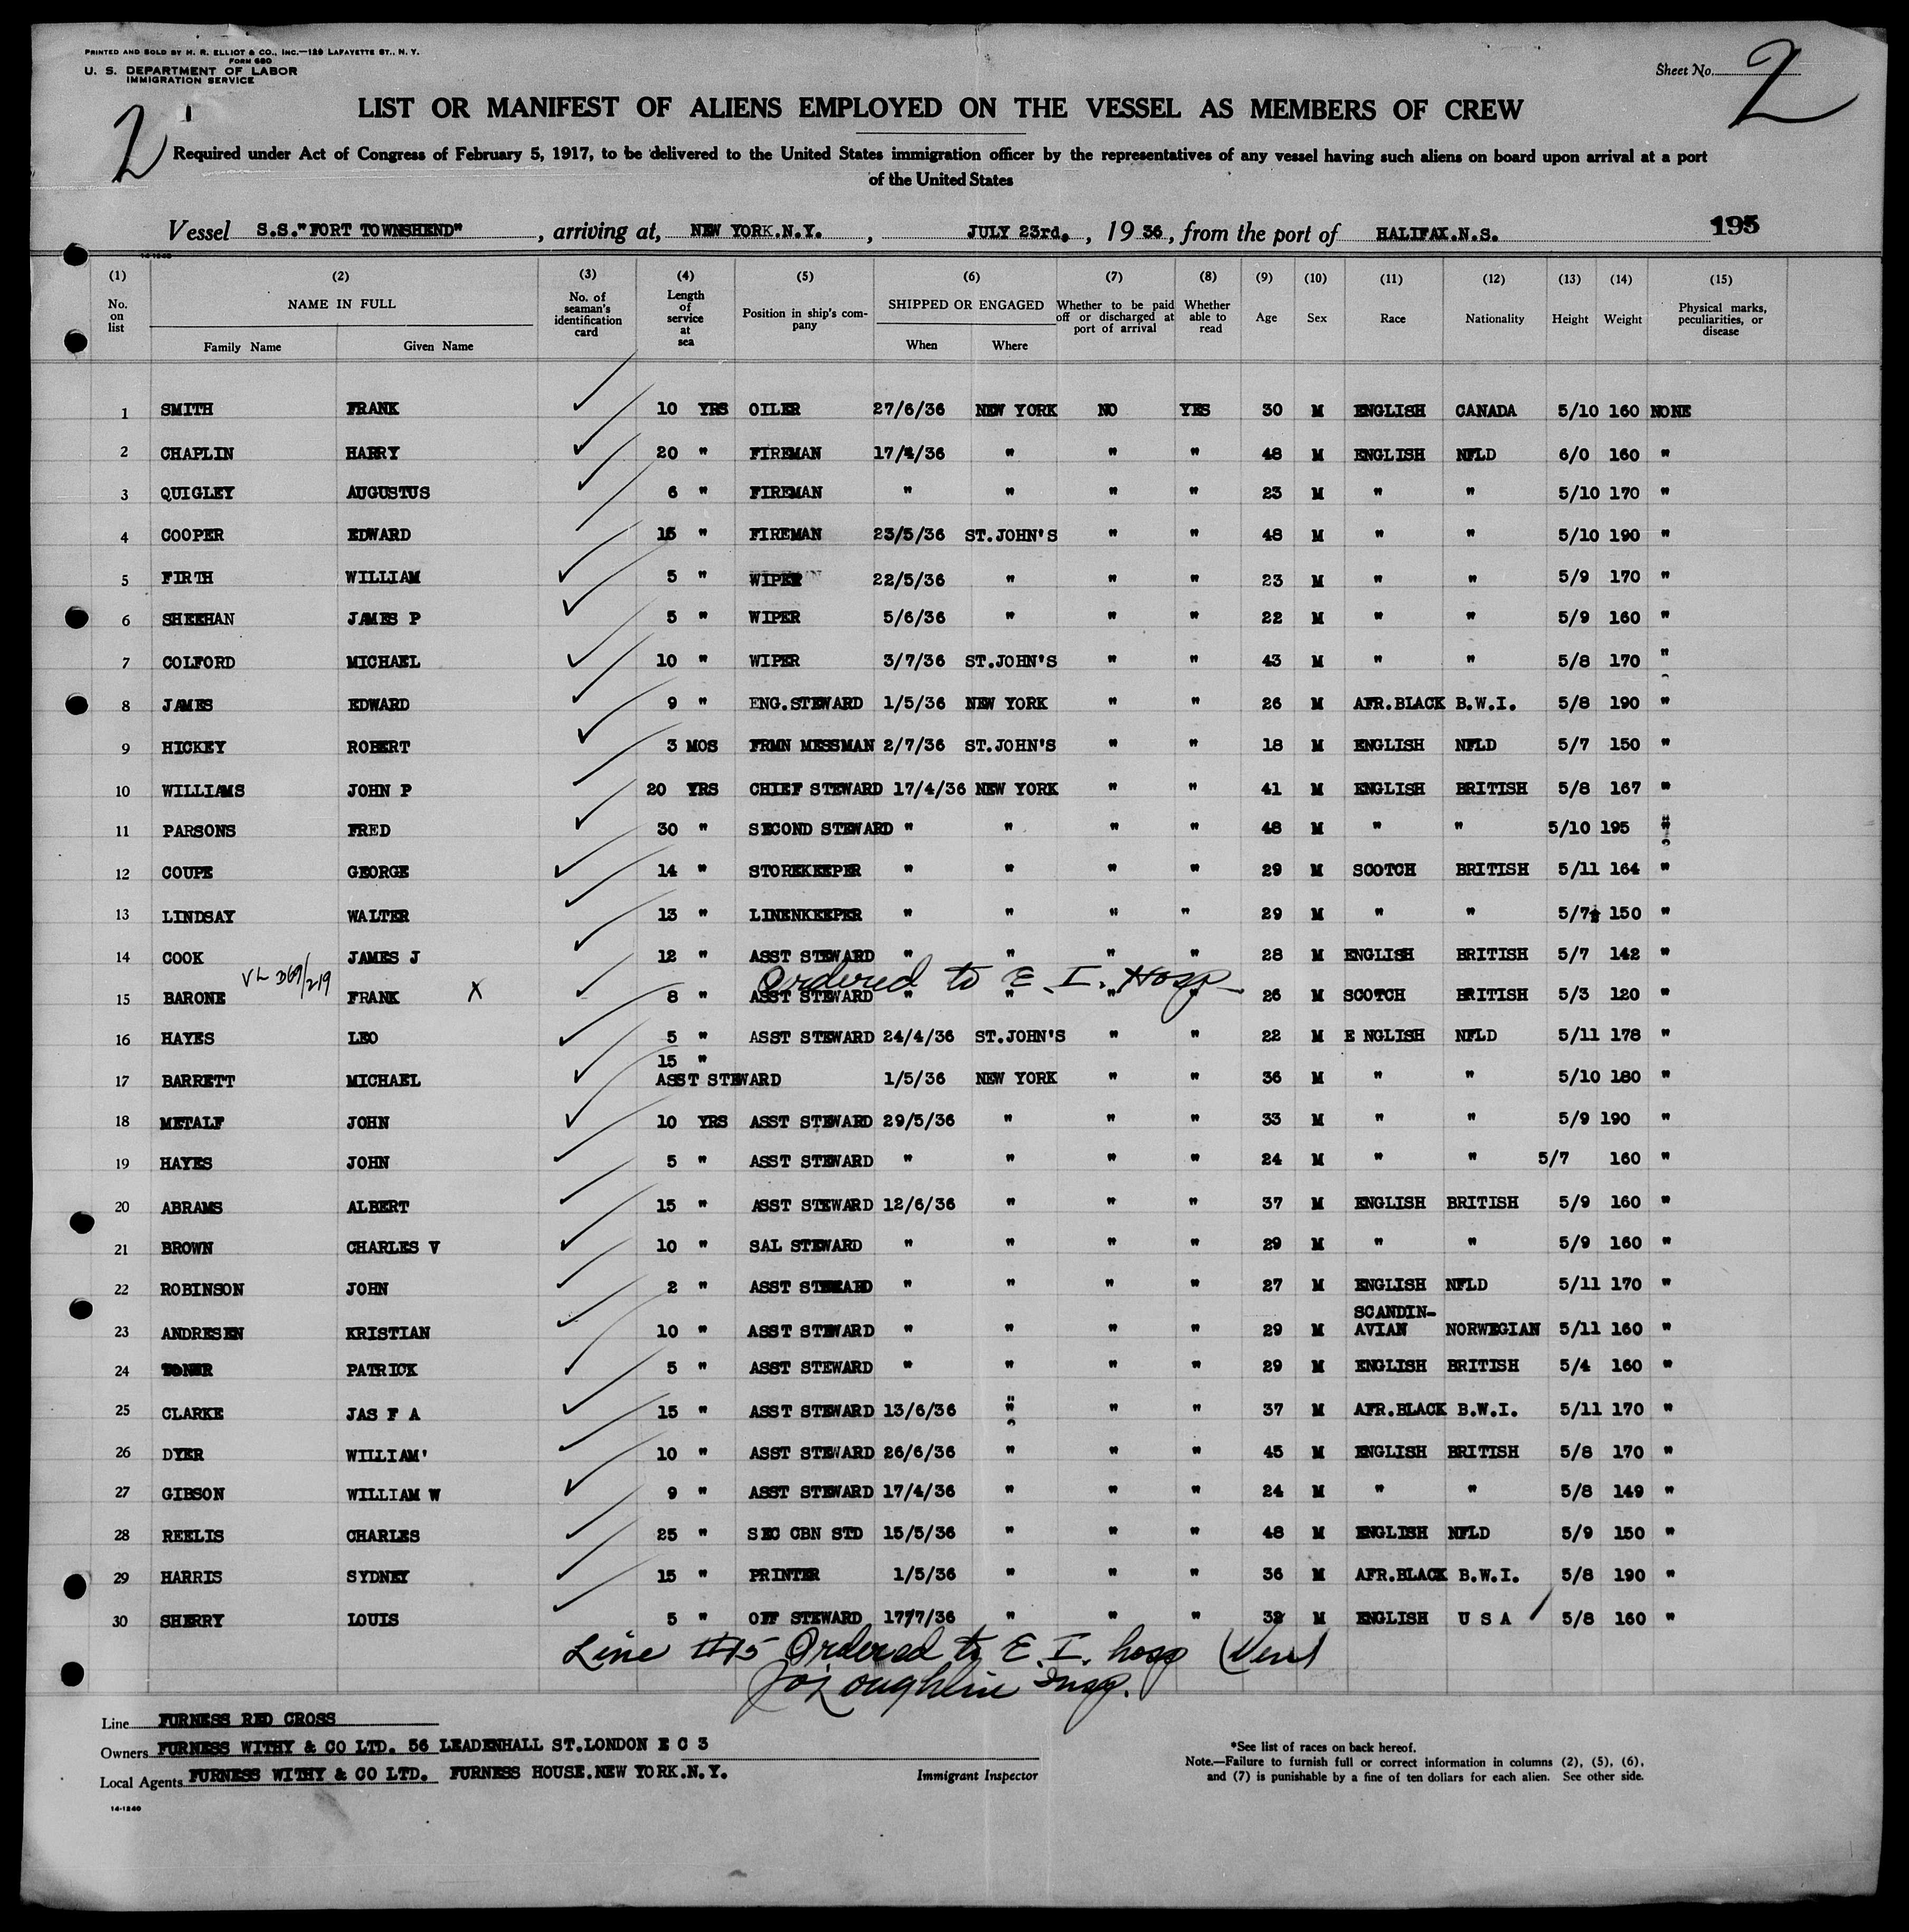 PRINTED AND SOLD BY H. R. ELLIOT & CO., INC.—129 LAFAYETTE ST., N. Y.
FORM 680
U. S. DEPARTMENT OF LABOR
IMMIGRATION SERVICE
Sheet No. 2
2
LIST OR MANIFEST OF ALIENS EMPLOYED ON THE VESSEL AS MEMBERS OF CREW
Required under Act of Congress of February 5, 1917, to be delivered to the United States immigration officer by the representatives of any vessel having such aliens on board upon arrival at a port
of the United States
Vessel S.S."FORT TOWNSHEND", arriving at, NEW YORK.N.Y., JULY 23rd., 1936, from the port of HALIFAX.N.S. 195
14-1240
(1) (2) (3) (4) (5) (6) (7) (8) (9) (10) (11) (12) (13) (14) (15)
No. on list NAME IN FULL Family Name Given Name No. of seaman's identification card Length of service at sea Position in ship's company SHIPPED OR ENGAGED When Where Whether to be paid off or discharged at port of arrival Whether able to read Age Sex Race Nationality Height Weight Physical marks, peculiarities, or disease
1 SMITH FRANK 10 YRS OILER 27/6/36 NEW YORK NO YES 30 M ENGLISH CANADA 5/10 160 NONE
2 CHAPLIN HARRY 20 " FIREMAN 17/4/36 " " " 48 M ENGLISH NFLD 6/0 160 "
3 QUIGLEY AUGUSTUS 6 " FIREMAN " " " " 23 M " " 5/10 170 "
4 COOPER EDWARD 15 " FIREMAN 23/5/36 ST.JOHN'S " " 48 M " " 5/10 190 "
5 FIRTH WILLIAM 5 " WIPER 22/5/36 " " " 23 M " " 5/9 170 "
6 SHEEHAN JAMES P 5 " WIPER 5/6/36 " " " 22 M " " 5/9 160 "
7 COLFORD MICHAEL 10 " WIPER 3/7/36 ST.JOHN'S " " 43 M " " 5/8 170 "
8 JAMES EDWARD 9 " ENG.STEWARD 1/5/36 NEW YORK " " 26 M AFR.BLACK B.W.I. 5/8 190 "
9 HICKEY ROBERT 3 MOS FRMN MESSMAN 2/7/36 ST.JOHN'S " " 18 M ENGLISH NFLD 5/7 150 "
10 WILLIAMS JOHN P 20 YRS CHIEF STEWARD 17/4/36 NEW YORK " " 41 M ENGLISH BRITISH 5/8 167 "
11 PARSONS FRED 30 " SECOND STEWARD " " " " 48 M " " 5/10 195 "
12 COUPE GEORGE 14 " STOREKEEPER " " " " 29 M SCOTCH BRITISH 5/11 164 "
13 LINDSAY WALTER 13 " LINENKEEPER " " " " 29 M " " 5/7 150 "
14 COOK JAMES J 12 " ASST STEWARD " " " " 28 M ENGLISH BRITISH 5/7 142 "
VL 369/219 Ordered to E. I. Hosp
15 BARONE FRANK X 8 " ASST STEWARD " " " " 26 M SCOTCH BRITISH 5/3 120 "
16 HAYES LEO 5 " ASST STEWARD 24/4/36 ST.JOHN'S " " 22 M E NGLISH NFLD 5/11 178 "
17 BARRETT MICHAEL 15 " ASST STEWARD 1/5/36 NEW YORK " " 36 M " " 5/10 180 "
18 METALF JOHN 10 YRS ASST STEWARD 29/5/36 " " " 33 M " " 5/9 190 "
19 HAYES JOHN 5 " ASST STEWARD " " " " 24 M " " 5/7 160 "
20 ABRAMS ALBERT 15 " ASST STEWARD 12/6/36 " " " 37 M ENGLISH BRITISH 5/9 160 "
21 BROWN CHARLES V 10 " SAL STEWARD " " " " 29 M " " 5/9 160 "
22 ROBINSON JOHN 2 " ASST STEWARD " " " " 27 M ENGLISH NFLD 5/11 170 "
23 ANDRESEN KRISTIAN 10 " ASST STEWARD " " " " 29 M SCANDIN-AVIAN NORWEGIAN 5/11 160 "
24 TONER PATRICK 5 " ASST STEWARD " " " " 29 M ENGLISH BRITISH 5/4 160 "
25 CLARKE JAS F A 15 " ASST STEWARD 13/6/36 " " " 37 M AFR.BLACK B.W.I. 5/11 170 "
26 DYER WILLIAM' 10 " ASST STEWARD 26/6/36 " " " 45 M ENGLISH BRITISH 5/8 170 "
27 GIBSON WILLIAM W 9 " ASST STEWARD 17/4/36 " " " 24 M " " 5/8 149 "
28 REELIS CHARLES 25 " SEC CBN STD 15/5/36 " " " 48 M ENGLISH NFLD 5/9 150 "
29 HARRIS SYDNEY 15 " PRINTER 1/5/36 " " " 36 M AFR.BLACK B.W.I. 5/8 190 "
30 SHERRY LOUIS 5 " OFF STEWARD 17/7/36 " " " 32 M ENGLISH U S A 5/8 160 "
Line #15 Ordered to E. I. hosp (Ven)
J O'Loughlin Insp.
Line FURNESS RED CROSS
Owners FURNESS WITHY & CO LTD. 56 LEADENHALL ST.LONDON E C 3
Local Agents FURNESS WITHY & CO LTD. FURNESS HOUSE.NEW YORK.N.Y.
Immigrant Inspector
*See list of races on back hereof.
Note.—Failure to furnish full or correct information in columns (2), (5), (6),
and (7) is punishable by a fine of ten dollars for each alien. See other side.
14-1240